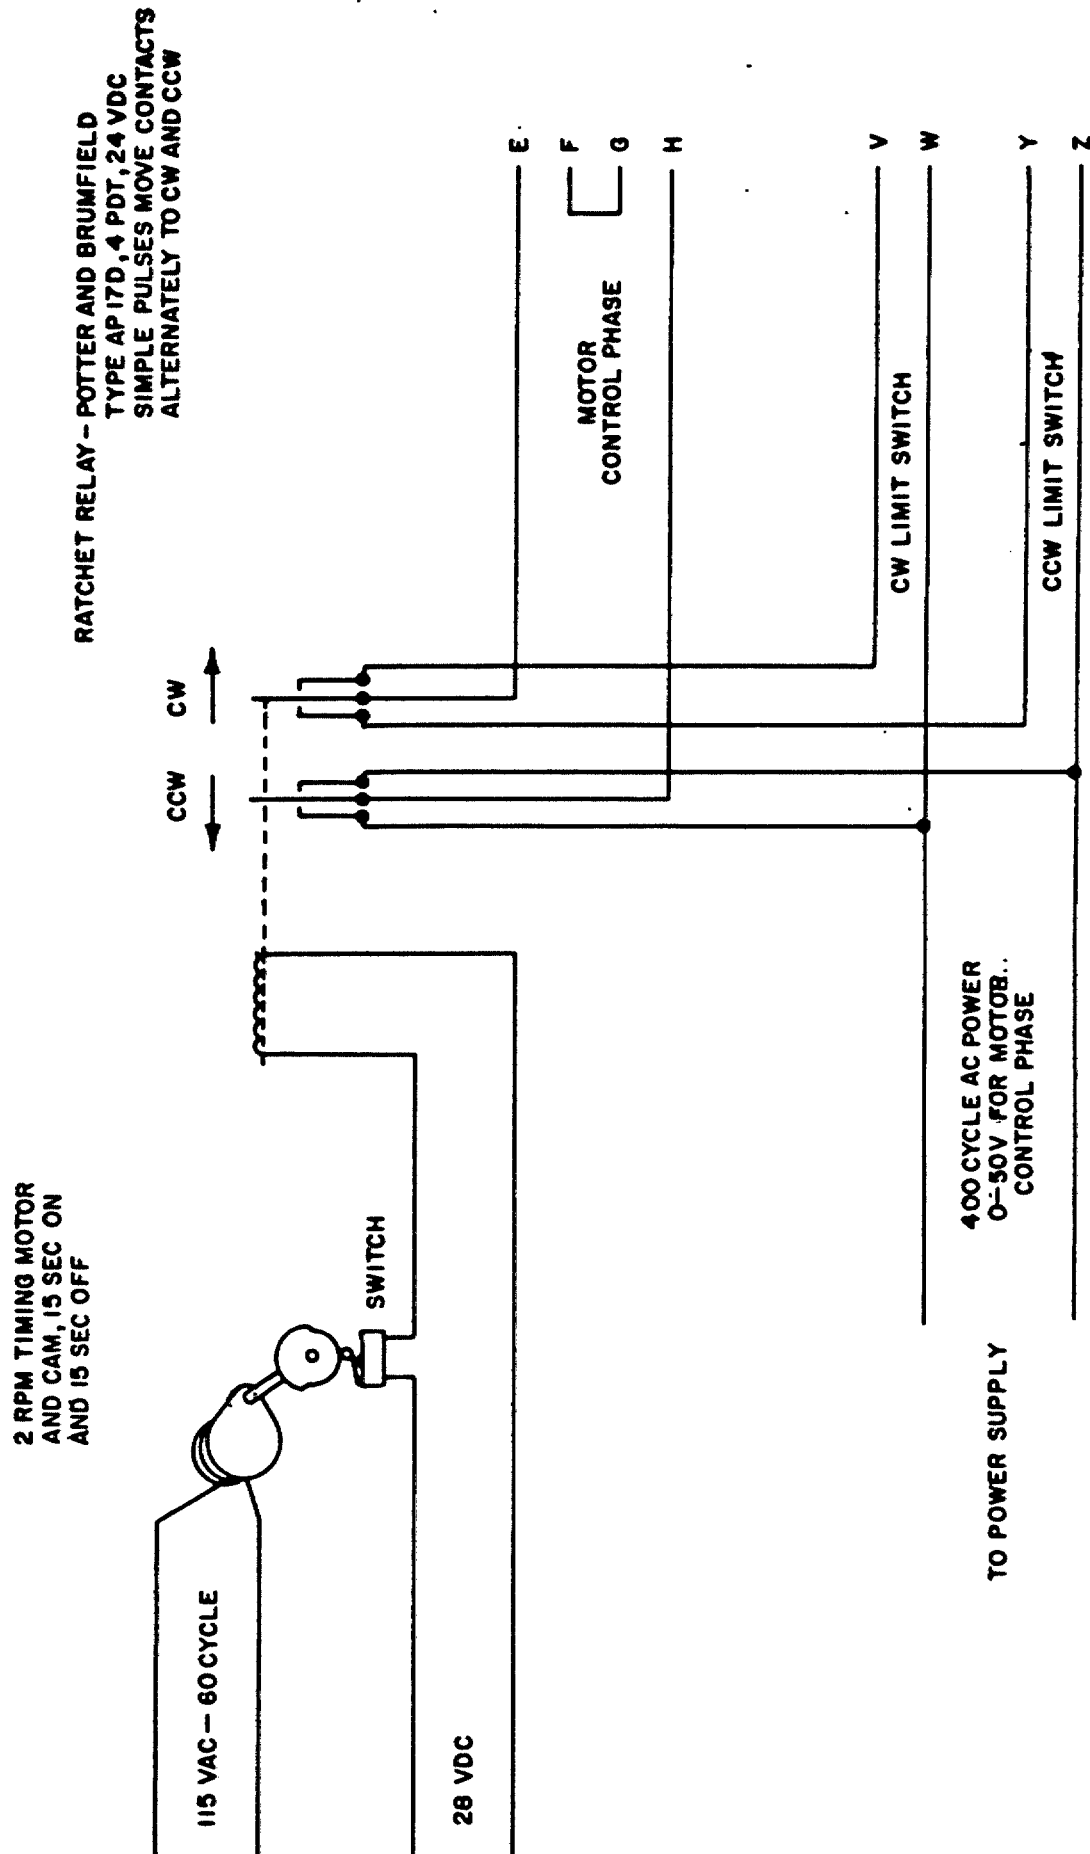 2 RPM TIMING MOTOR
AND CAM, 15 SEC ON
AND 15 SEC OFF
RATCHET RELAY - POTTER AND BRUMFIELD
TYPE AP 17D, 4 PDT, 24 VDC
SIMPLE PULSES MOVE CONTACTS
ALTERNATELY TO CW AND CCW
CCW
CW
115 VAC - 60 CYCLE
SWITCH
28 VDC
E
F
G
H
MOTOR
CONTROL PHASE
V
CW LIMIT SWITCH
W
400 CYCLE AC POWER
0-50V FOR MOTOR
CONTROL PHASE
TO POWER SUPPLY
Y
CCW LIMIT SWITCH
Z